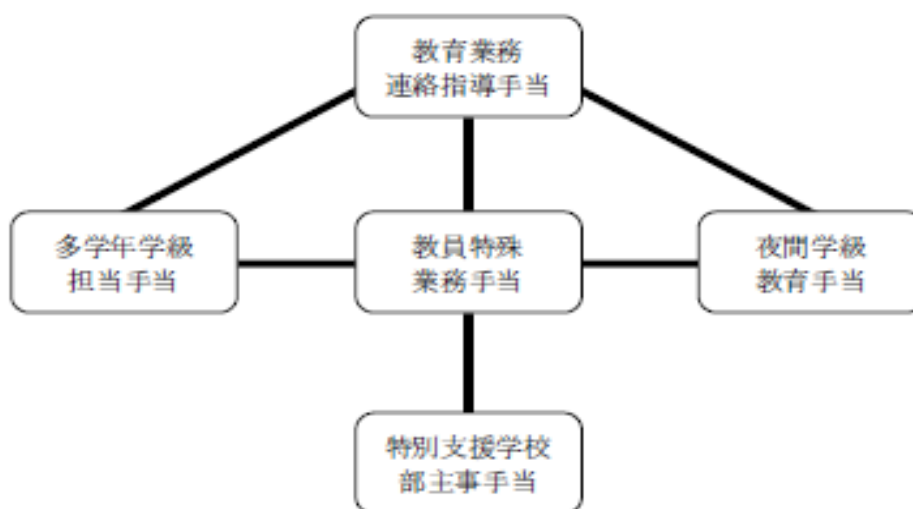 教育業務
連絡指導手当
多学年学級
担当手当
教員特殊
業務手当
夜間学級
教育手当
特別支援学校
部主事手当